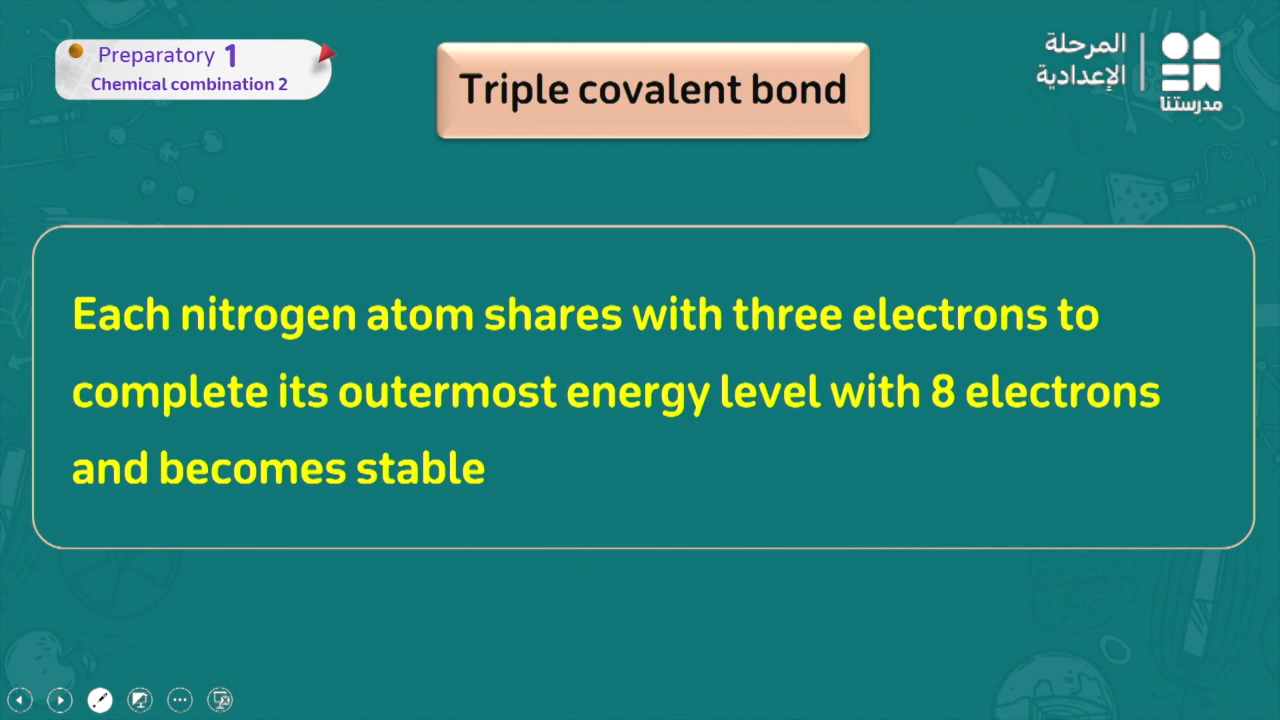 Preparatory 1
Chemical combination 2
Triple covalent bond
المرحلة
الإعدادية
مدرستنا
Each nitrogen atom shares with three electrons to
complete its outermost energy level with 8 electrons
and becomes stable